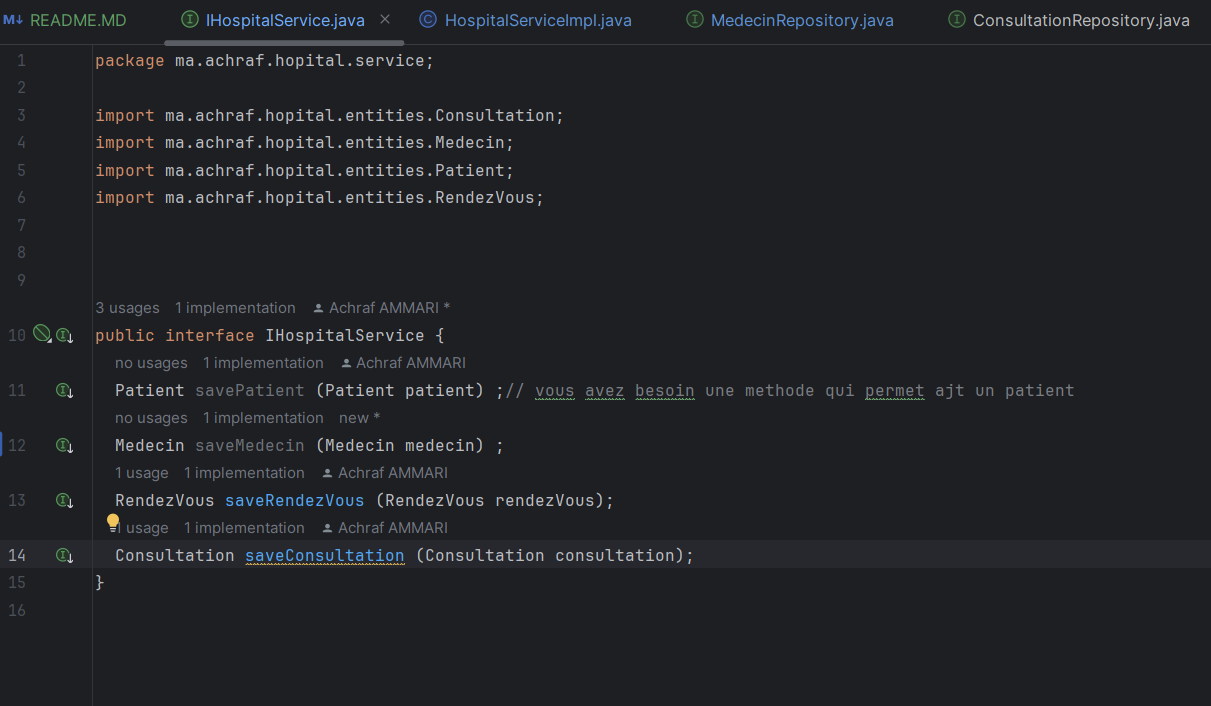 M↓ README.MD IHospitalService.java × HospitalServiceImpl.java MedecinRepository.java ConsultationRepository.java
1 package ma.achraf.hopital.service;
2
3 import ma.achraf.hopital.entities.Consultation;
4 import ma.achraf.hopital.entities.Medecin;
5 import ma.achraf.hopital.entities.Patient;
6 import ma.achraf.hopital.entities.RendezVous;
7
8
9
3 usages 1 implementation Achraf AMMARI *
10 public interface IHospitalService {
no usages 1 implementation Achraf AMMARI
11 Patient savePatient (Patient patient) ;// vous avez besoin une methode qui permet ajt un patient
no usages 1 implementation new *
12 Medecin saveMedecin (Medecin medecin) ;
1 usage 1 implementation Achraf AMMARI
13 RendezVous saveRendezVous (RendezVous rendezVous);
1 usage 1 implementation Achraf AMMARI
14 Consultation saveConsultation (Consultation consultation);
15 }
16